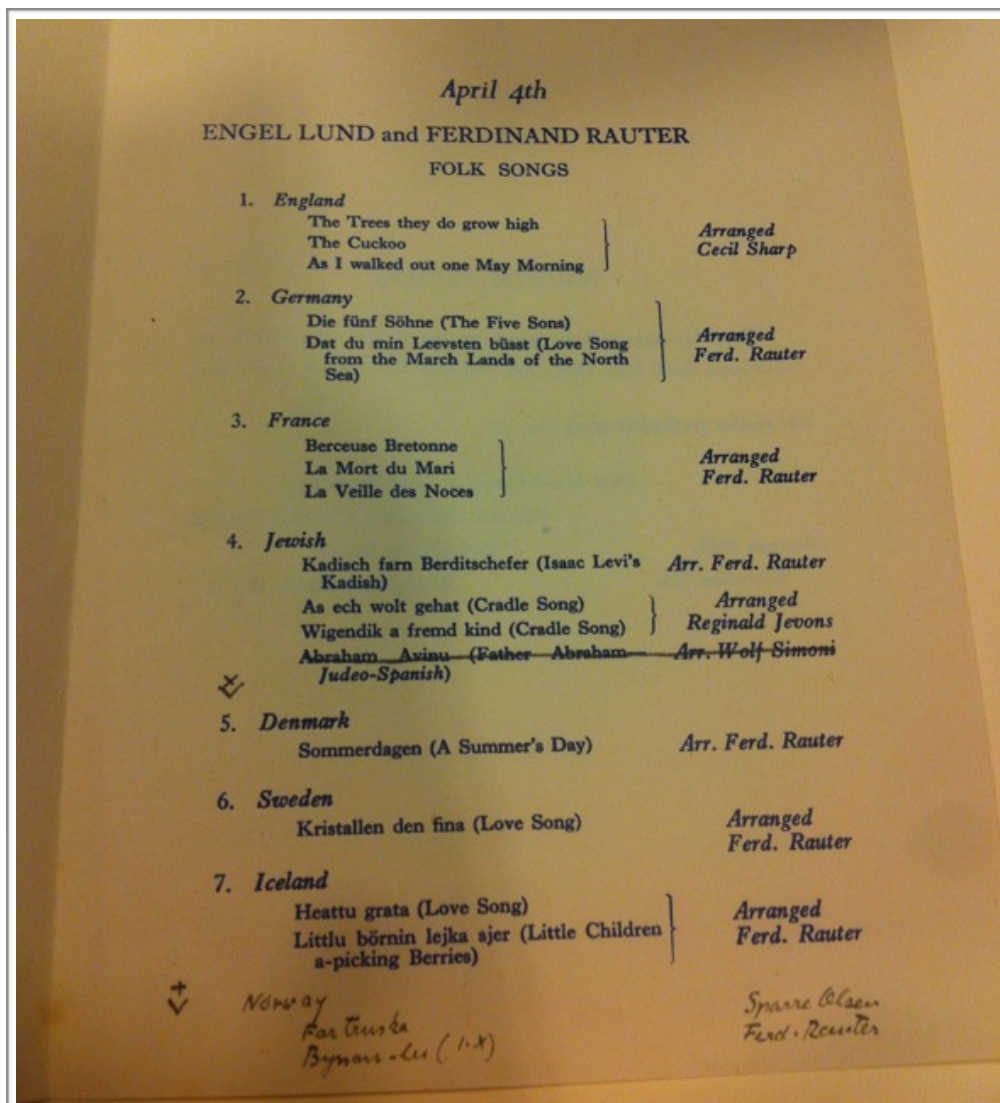 April 4th
ENGEL LUND and FERDINAND RAUTER
FOLK SONGS
1. England
The Trees they do grow high
The Cuckoo
As I walked out one May Morning
Arranged
Cecil Sharp
2. Germany
Die fünf Söhne (The Five Sons)
Dat du min Leevsten büsst (Love Song
from the March Lands of the North
Sea)
Arranged
Ferd. Rauter
3. France
Berceuse Bretonne
La Mort du Mari
La Veille des Noces
Arranged
Ferd. Rauter
4. Jewish
Kadisch farn Berditschefer (Isaac Levi's Arr. Ferd. Rauter
Kadish)
As ech wolt gehat (Cradle Song)
Wigendik a fremd kind (Cradle Song)
Arranged
Reginald Jevons
Abraham Avinu (Father Abraham— Arr. Wolf Simoni
Judeo-Spanish)
5. Denmark
Sommerdagen (A Summer's Day) Arr. Ferd. Rauter
6. Sweden
Kristallen den fina (Love Song)
Arranged
Ferd. Rauter
7. Iceland
Heattu grata (Love Song)
Littlu börnin lejka sjer (Little Children
a-picking Berries)
Arranged
Ferd. Rauter
Norway Sparre Olsen
Ferd. Rauter